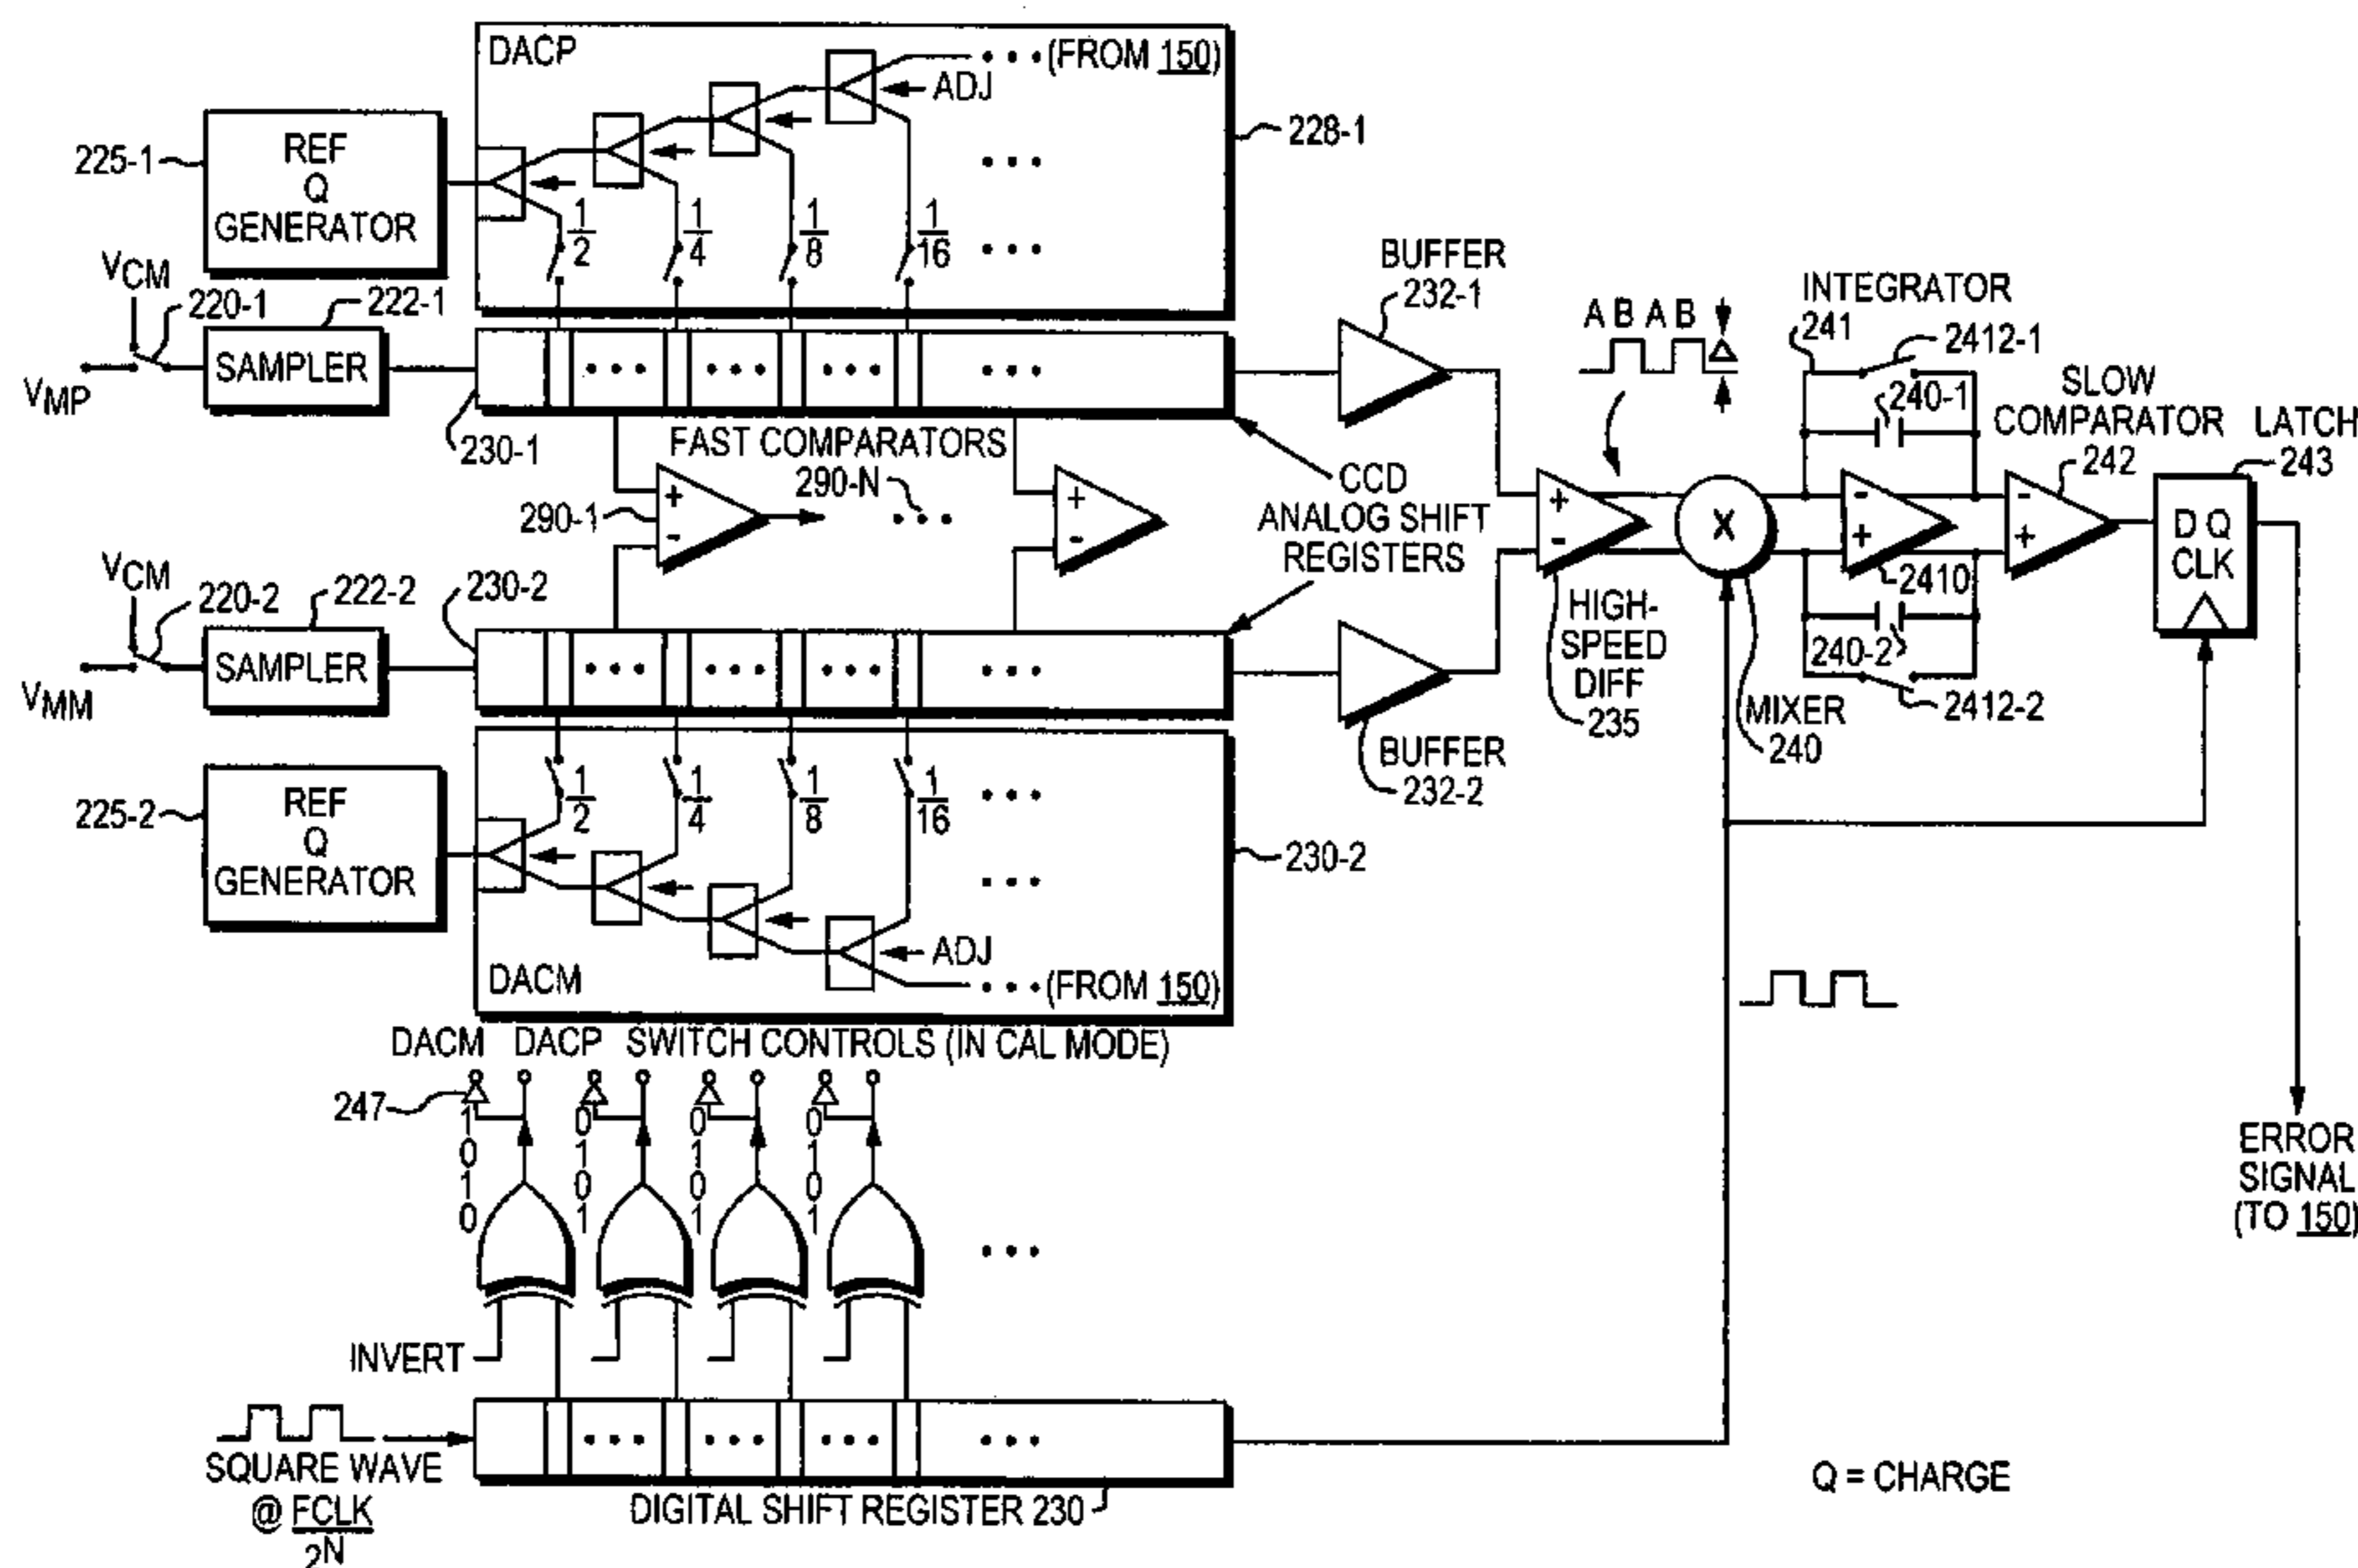 DACP
(FROM 150)
ADJ
REF
Q
GENERATOR
225-1
228-1
1/2
1/4
1/8
1/16
VCM
220-1
222-1
SAMPLER
VMP
230-1
BUFFER
232-1
A B A B
INTEGRATOR
241
2412-1
240-1
SLOW
COMPARATOR
242
LATCH
243
FAST COMPARATORS
290-N
290-1
+
-
+
-
CCD
ANALOG SHIFT
REGISTERS
+
-
X
-
+
2410
-
+
D Q
CLK
HIGH-
SPEED
DIFF
235
MIXER
240
240-2
2412-2
VCM
220-2
222-2
230-2
SAMPLER
VMM
BUFFER
232-2
REF
Q
GENERATOR
225-2
1/2
1/4
1/8
1/16
230-2
ADJ
DACM
(FROM 150)
DACM DACP SWITCH CONTROLS (IN CAL MODE)
247
1 0 1 0
0 1 0 1
0 1 0 1
0 1 0 1
INVERT
ERROR
SIGNAL
(TO 150)
SQUARE WAVE
@ FCLK
2N
DIGITAL SHIFT REGISTER 230
Q = CHARGE